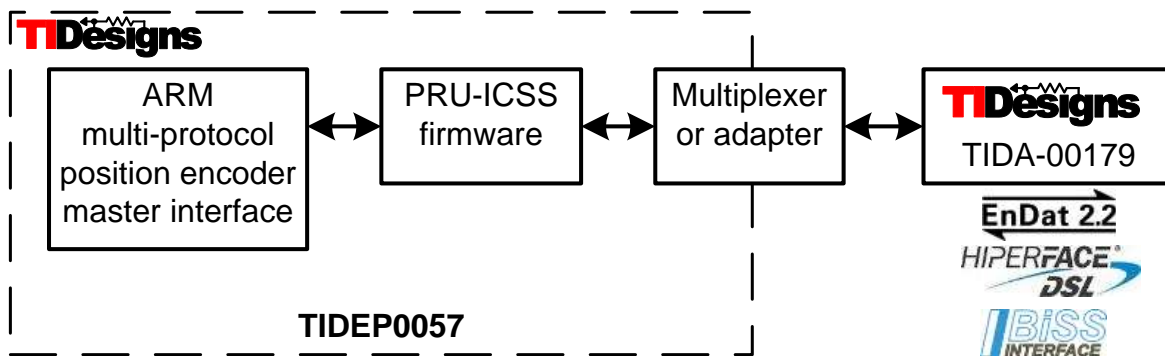 TIDesigns
ARM
multi-protocol
position encoder
master interface
PRU-ICSS
firmware
Multiplexer
or adapter
TIDesigns
TIDA-00179
EnDat 2.2
HIPERFACE®
DSL
BiSS
INTERFACE
TIDEP0057